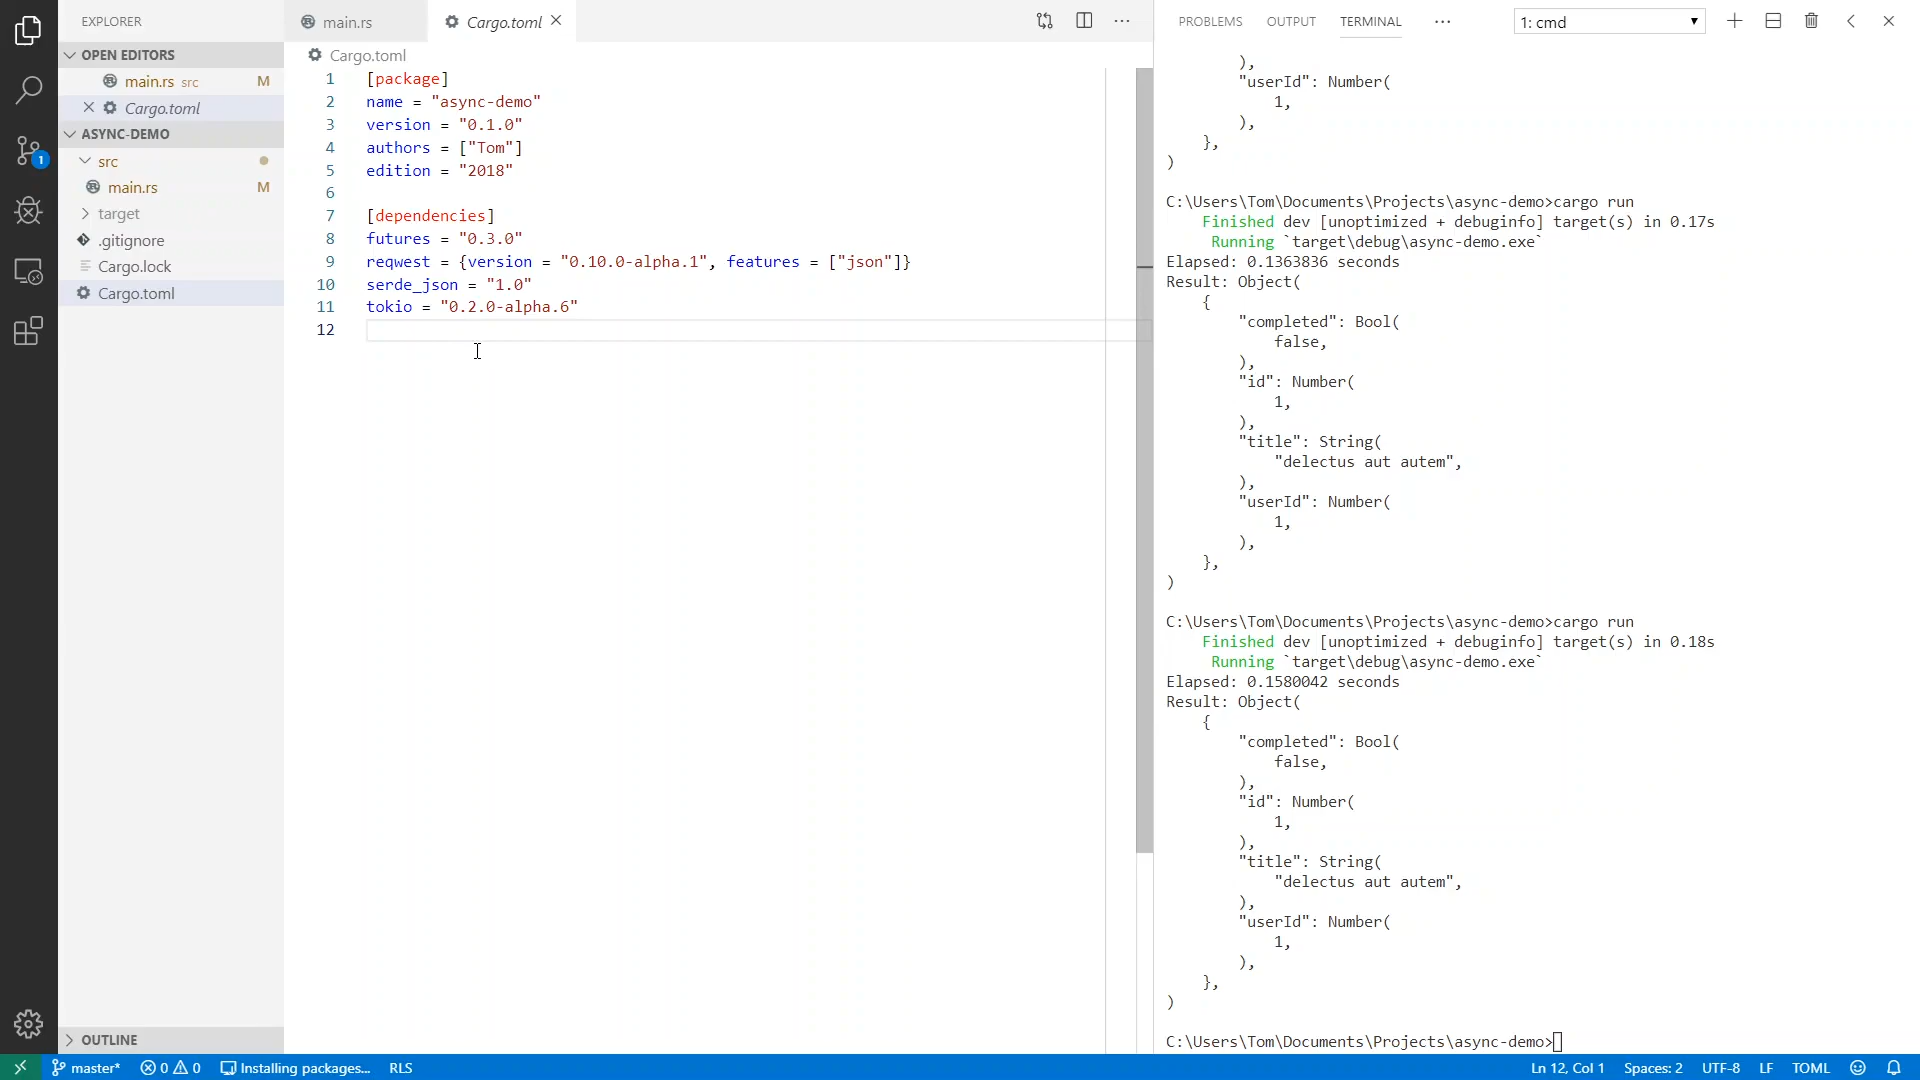 EXPLORER
OPEN EDITORS
main.rs src M
Cargo.toml
ASYNC-DEMO
src
main.rs M
target
.gitignore
Cargo.lock
Cargo.toml
OUTLINE
1
main.rs
Cargo.toml
Cargo.toml
1 [package]
2 name = "async-demo"
3 version = "0.1.0"
4 authors = ["Tom"]
5 edition = "2018"
6
7 [dependencies]
8 futures = "0.3.0"
9 reqwest = {version = "0.10.0-alpha.1", features = ["json"]}
10 serde_json = "1.0"
11 tokio = "0.2.0-alpha.6"
12
PROBLEMS OUTPUT TERMINAL ... 1: cmd
),
"userId": Number(
1,
),
},
)
C:\Users\Tom\Documents\Projects\async-demo>cargo run
Finished dev [unoptimized + debuginfo] target(s) in 0.17s
Running `target\debug\async-demo.exe`
Elapsed: 0.1363836 seconds
Result: Object(
{
"completed": Bool(
false,
),
"id": Number(
1,
),
"title": String(
"delectus aut autem",
),
"userId": Number(
1,
),
},
)
C:\Users\Tom\Documents\Projects\async-demo>cargo run
Finished dev [unoptimized + debuginfo] target(s) in 0.18s
Running `target\debug\async-demo.exe`
Elapsed: 0.1580042 seconds
Result: Object(
{
"completed": Bool(
false,
),
"id": Number(
1,
),
"title": String(
"delectus aut autem",
),
"userId": Number(
1,
),
},
)
C:\Users\Tom\Documents\Projects\async-demo>
master* 0 0 Installing packages... RLS Ln 12, Col 1 Spaces: 2 UTF-8 LF TOML